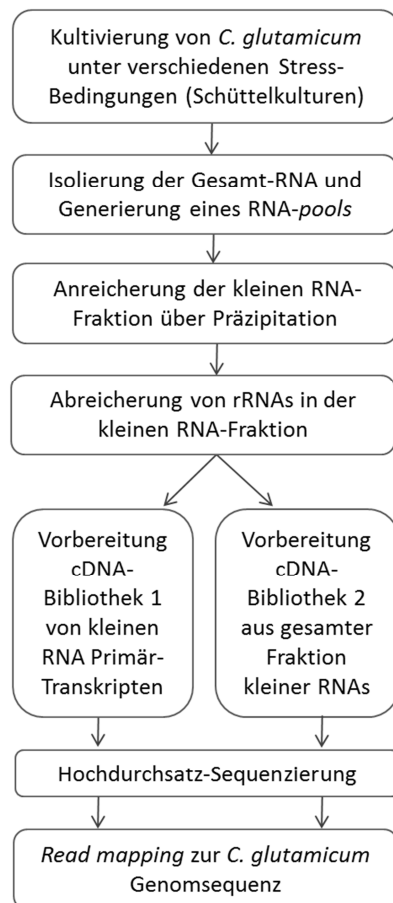 Kultivierung von C. glutamicum
unter verschiedenen Stress-
Bedingungen (Schüttelkulturen)
Isolierung der Gesamt-RNA und
Generierung eines RNA-pools
Anreicherung der kleinen RNA-
Fraktion über Präzipitation
Abreicherung von rRNAs in der
kleinen RNA-Fraktion
Vorbereitung
cDNA-
Bibliothek 1
von kleinen
RNA Primär-
Transkripten
Vorbereitung
cDNA-
Bibliothek 2
aus gesamter
Fraktion
kleiner RNAs
Hochdurchsatz-Sequenzierung
Read mapping zur C. glutamicum
Genomsequenz